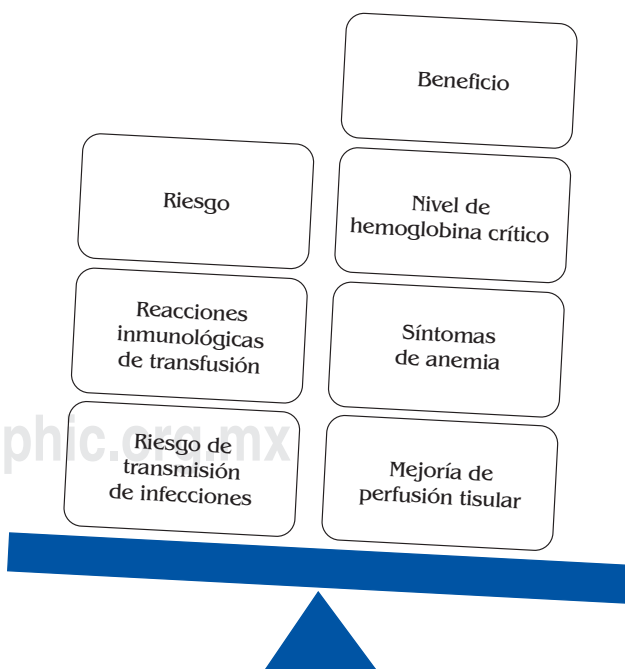 Beneficio
Riesgo
Nivel de
hemoglobina crítico
Reacciones
inmunológicas
de transfusión
Síntomas
de anemia
Riesgo de
transmisión
de infecciones
Mejoría de
perfusión tisular
phic.org.mx